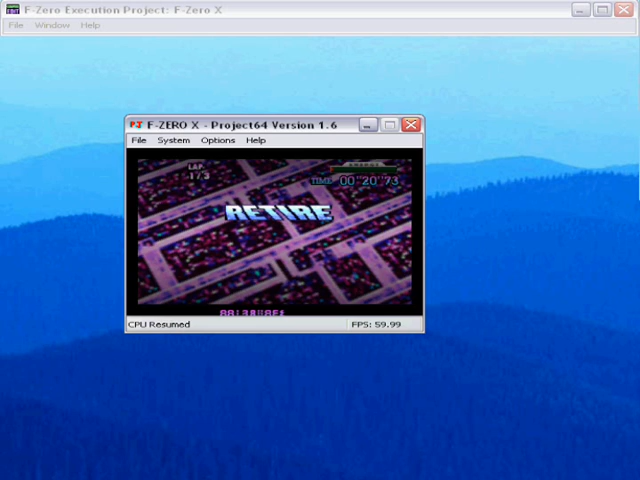 F-Zero Execution Project: F-Zero X
File Window Help
F-ZERO X - Project64 Version 1.6
File System Options Help
LAP
1/3
TIME 00"20"73
RETIRE
CPU Resumed
FPS: 59.99